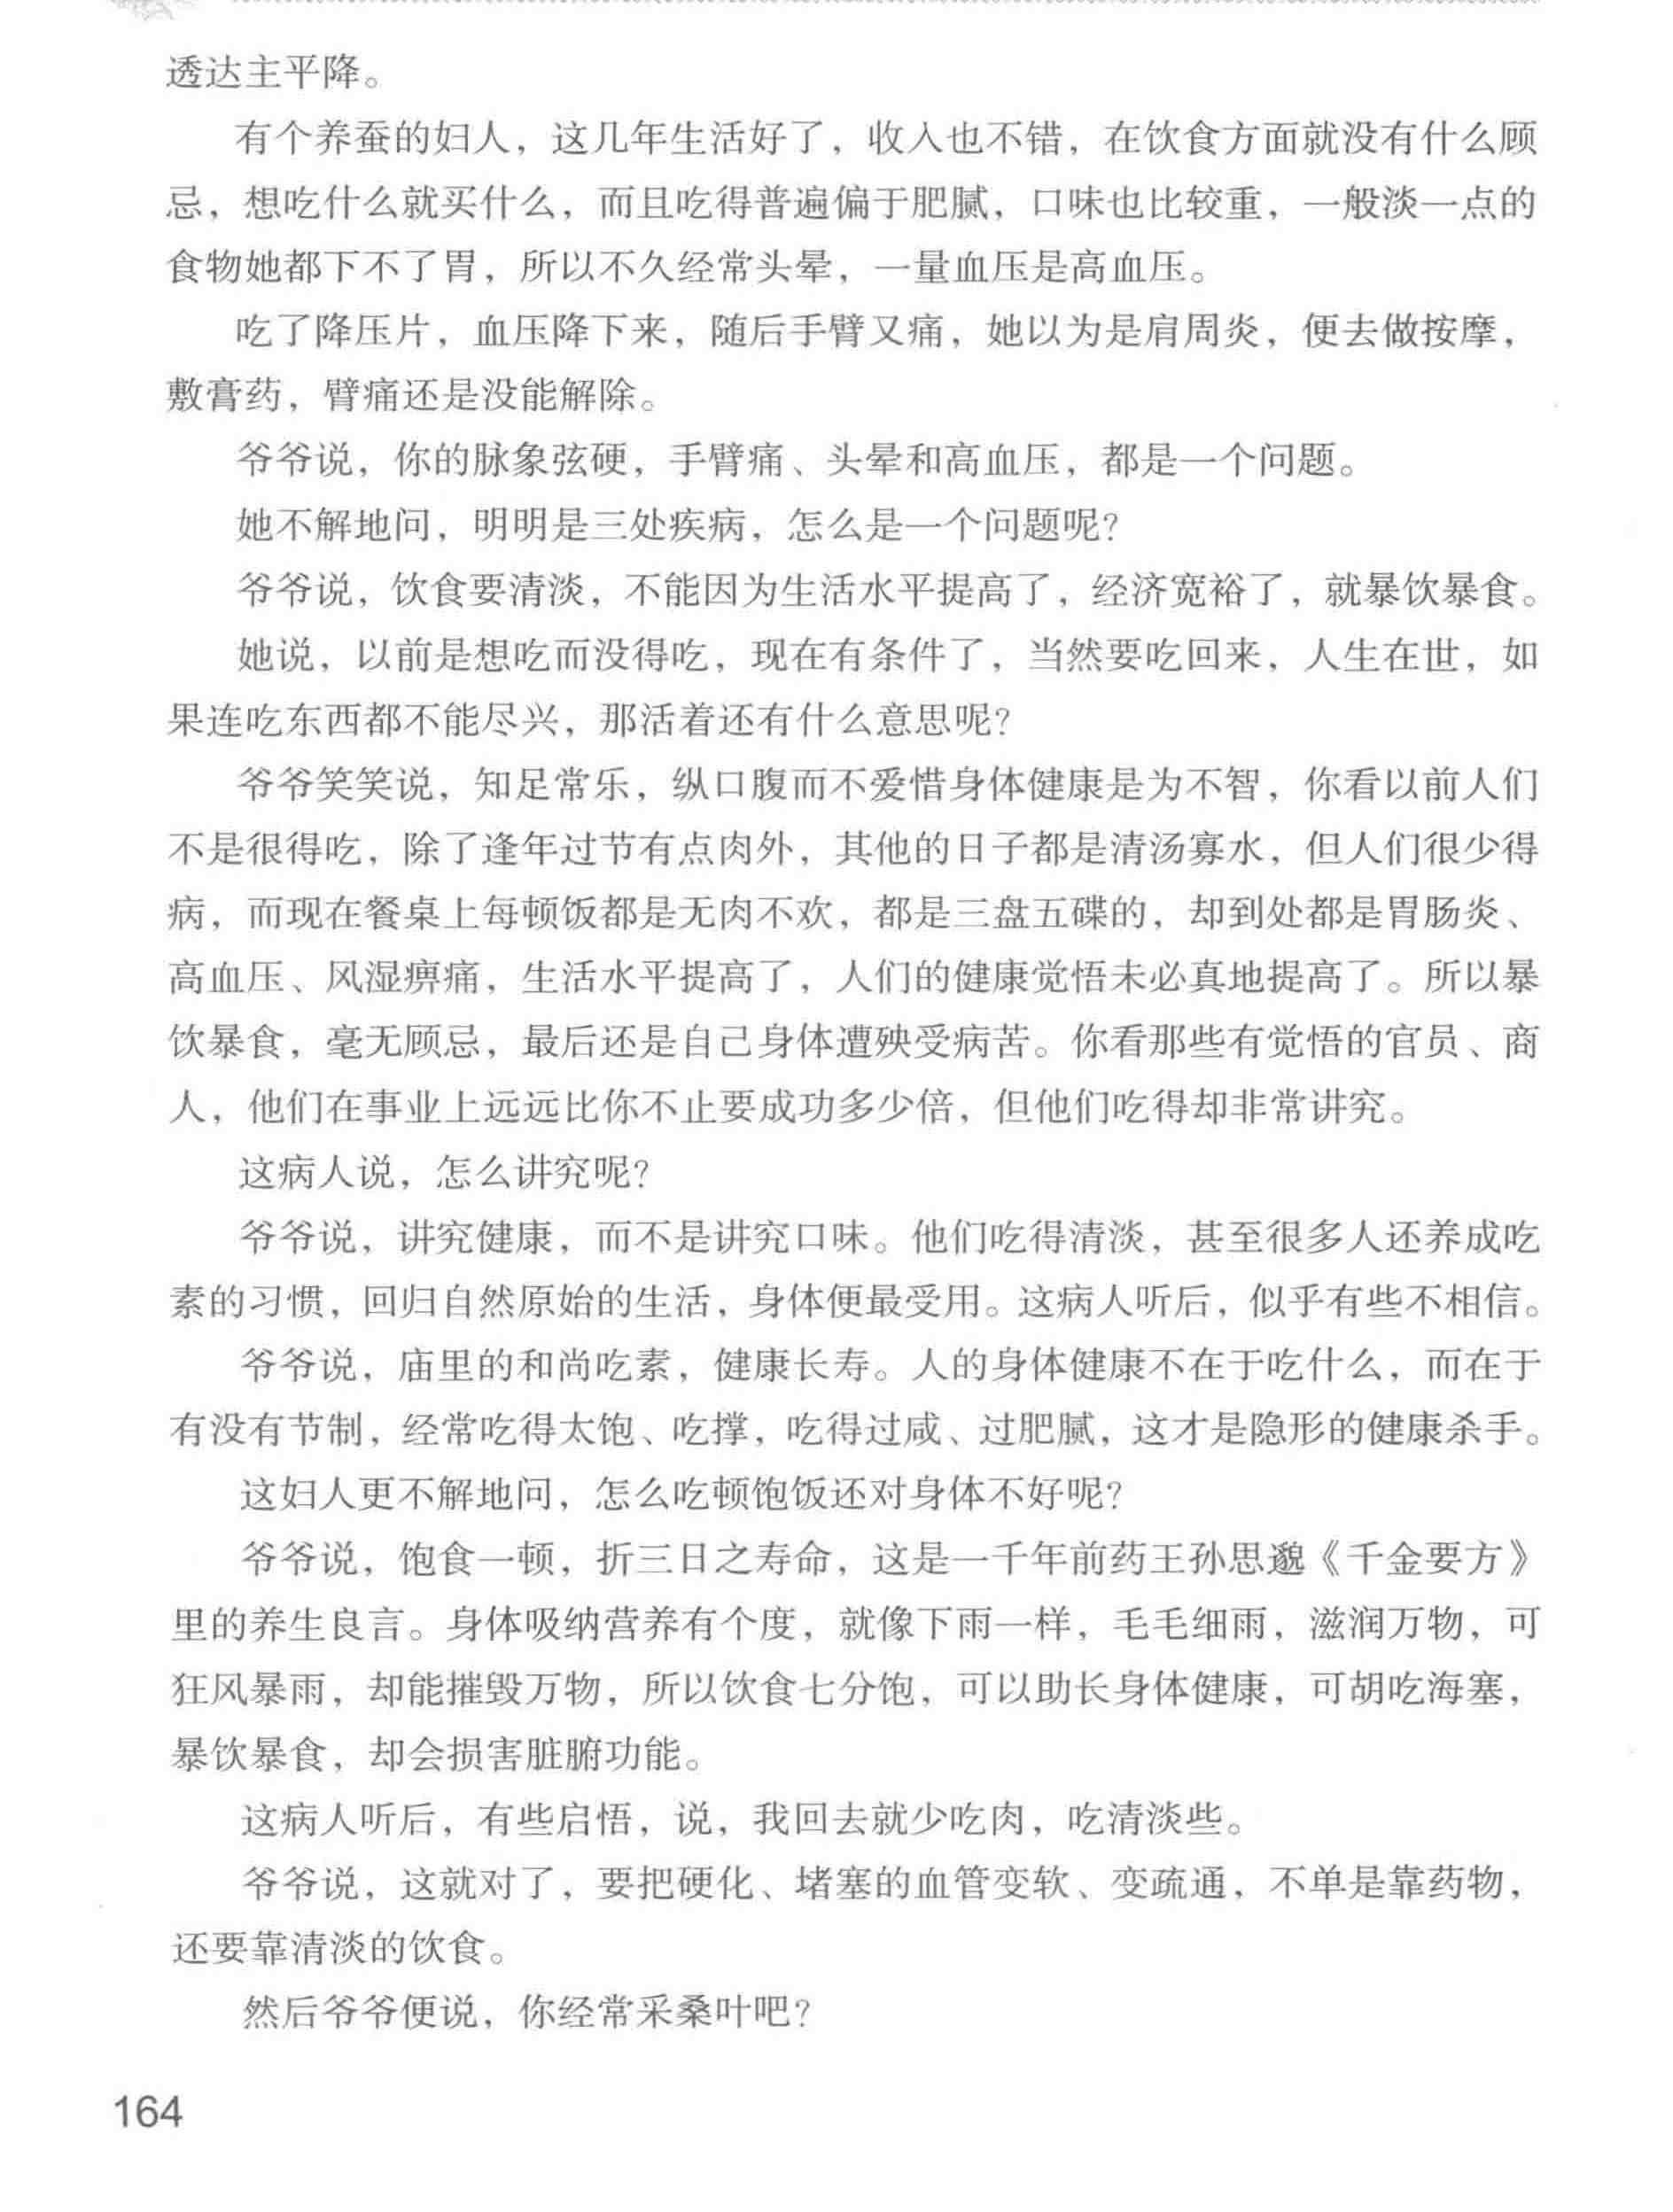 透达主平降。
有个养蚕的妇人，这几年生活好了，收入也不错，在饮食方面就没有什么顾
忌，想吃什么就买什么，而且吃得普遍偏于肥腻，口味也比较重，一般淡一点的
食物她都下不了胃，所以不久经常头晕，一量血压是高血压。
吃了降压片，血压降下来，随后手臂又痛，她以为是肩周炎，便去做按摩，
敷膏药，臂痛还是没能解除。
爷爷说，你的脉象弦硬，手臂痛、头晕和高血压，都是一个问题。
她不解地问，明明是三处疾病，怎么是一个问题呢？
爷爷说，饮食要清淡，不能因为生活水平提高了，经济宽裕了，就暴饮暴食。
她说，以前是想吃而没得吃，现在有条件了，当然要吃回来，人生在世，如
果连吃东西都不能尽兴，那活着还有什么意思呢？
爷爷笑笑说，知足常乐，纵口腹而不爱惜身体健康是为不智，你看以前人们
不是很得吃，除了逢年过节有点肉外，其他的日子都是清汤寡水，但人们很少得
病，而现在餐桌上每顿饭都是无肉不欢，都是三盘五碟的，却到处都是胃肠炎、
高血压、风湿痹痛，生活水平提高了，人们的健康觉悟未必真地提高了。所以暴
饮暴食，毫无顾忌，最后还是自己身体遭殃受病苦。你看那些有觉悟的官员、商
人，他们在事业上远远比你不止要成功多少倍，但他们吃得却非常讲究。
这病人说，怎么讲究呢？
爷爷说，讲究健康，而不是讲究口味。他们吃得清淡，甚至很多人还养成吃
素的习惯，回归自然原始的生活，身体便最受用。这病人听后，似乎有些不相信。
爷爷说，庙里的和尚吃素，健康长寿。人的身体健康不在于吃什么，而在于
有没有节制，经常吃得太饱、吃撑，吃得过咸、过肥腻，这才是隐形的健康杀手。
这妇人更不解地问，怎么吃顿饱饭还对身体不好呢？
爷爷说，饱食一顿，折三日之寿命，这是一千年前药王孙思邈《千金要方》
里的养生良言。身体吸纳营养有个度，就像下雨一样，毛毛细雨，滋润万物，可
狂风暴雨，却能摧毁万物，所以饮食七分饱，可以助长身体健康，可胡吃海塞，
暴饮暴食，却会损害脏腑功能。
这病人听后，有些启悟，说，我回去就少吃肉，吃清淡些。
爷爷说，这就对了，要把硬化、堵塞的血管变软、变疏通，不单是靠药物，
还要靠清淡的饮食。
然后爷爷便说，你经常采桑叶吧？
164